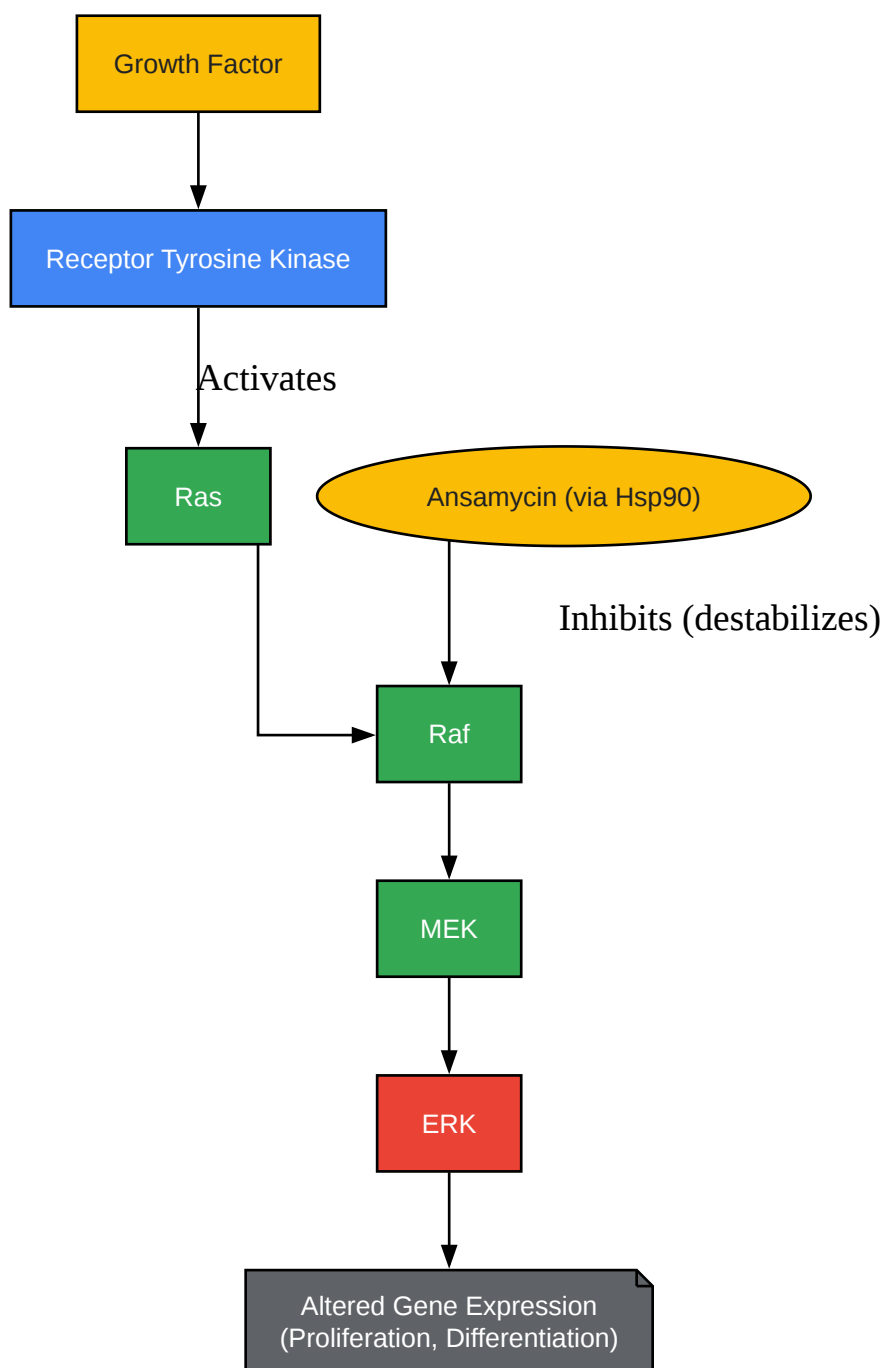 Growth Factor
Receptor Tyrosine Kinase
Activates
Ras
Ansamycin (via Hsp90)
Inhibits (destabilizes)
Raf
MEK
ERK
Altered Gene Expression
(Proliferation, Differentiation)